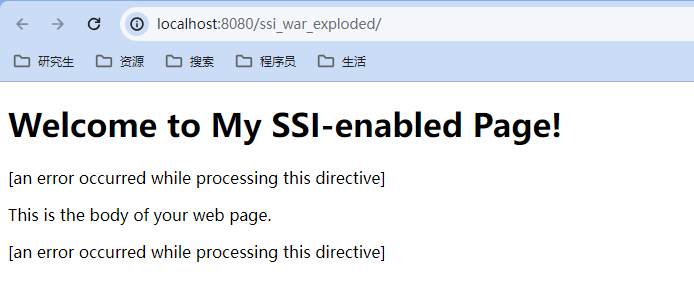 localhost:8080/ssi_war_exploded/
研究生 资源 搜索 程序员 生活
Welcome to My SSI-enabled Page!
[an error occurred while processing this directive]
This is the body of your web page.
[an error occurred while processing this directive]